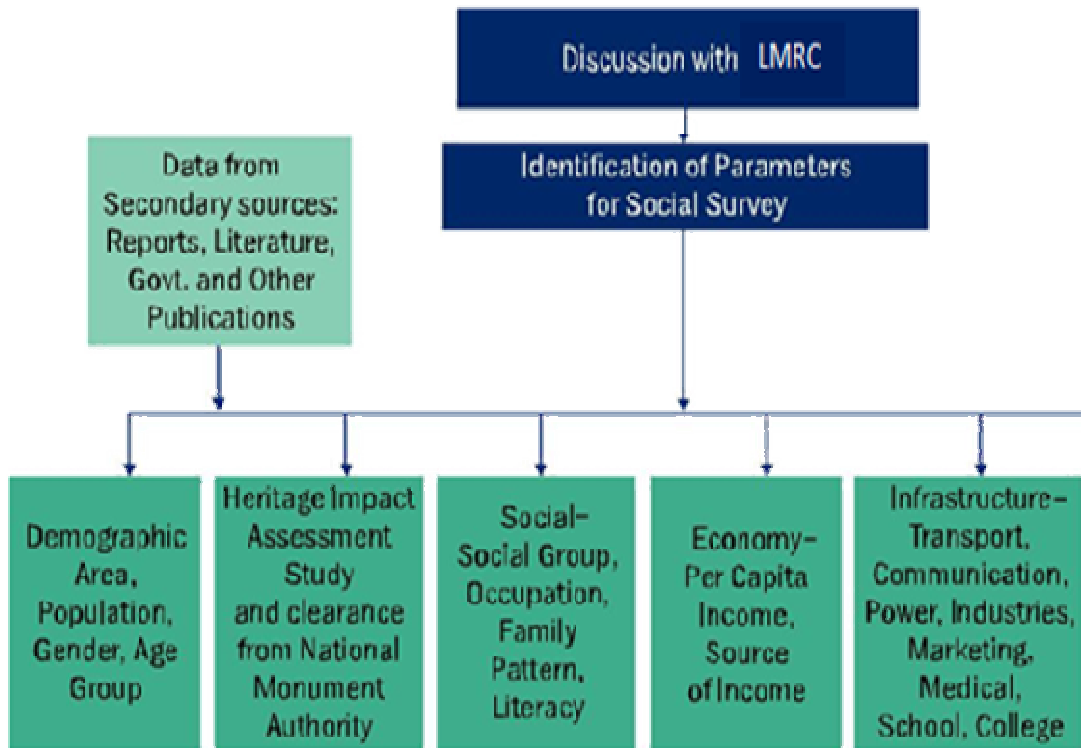 Discussion with LMRC
Identification of Parameters
for Social Survey
Data from
Secondary sources:
Reports, Literature,
Govt. and Other
Publications
Demographic
Area,
Population,
Gender, Age
Group
Heritage Impact
Assessment
Study
and clearance
from National
Monument
Authority
Social–
Social Group,
Occupation,
Family
Pattern,
Literacy
Economy–
Per Capita
Income,
Source
of Income
Infrastructure–
Transport,
Communication,
Power, Industries,
Marketing,
Medical,
School, College